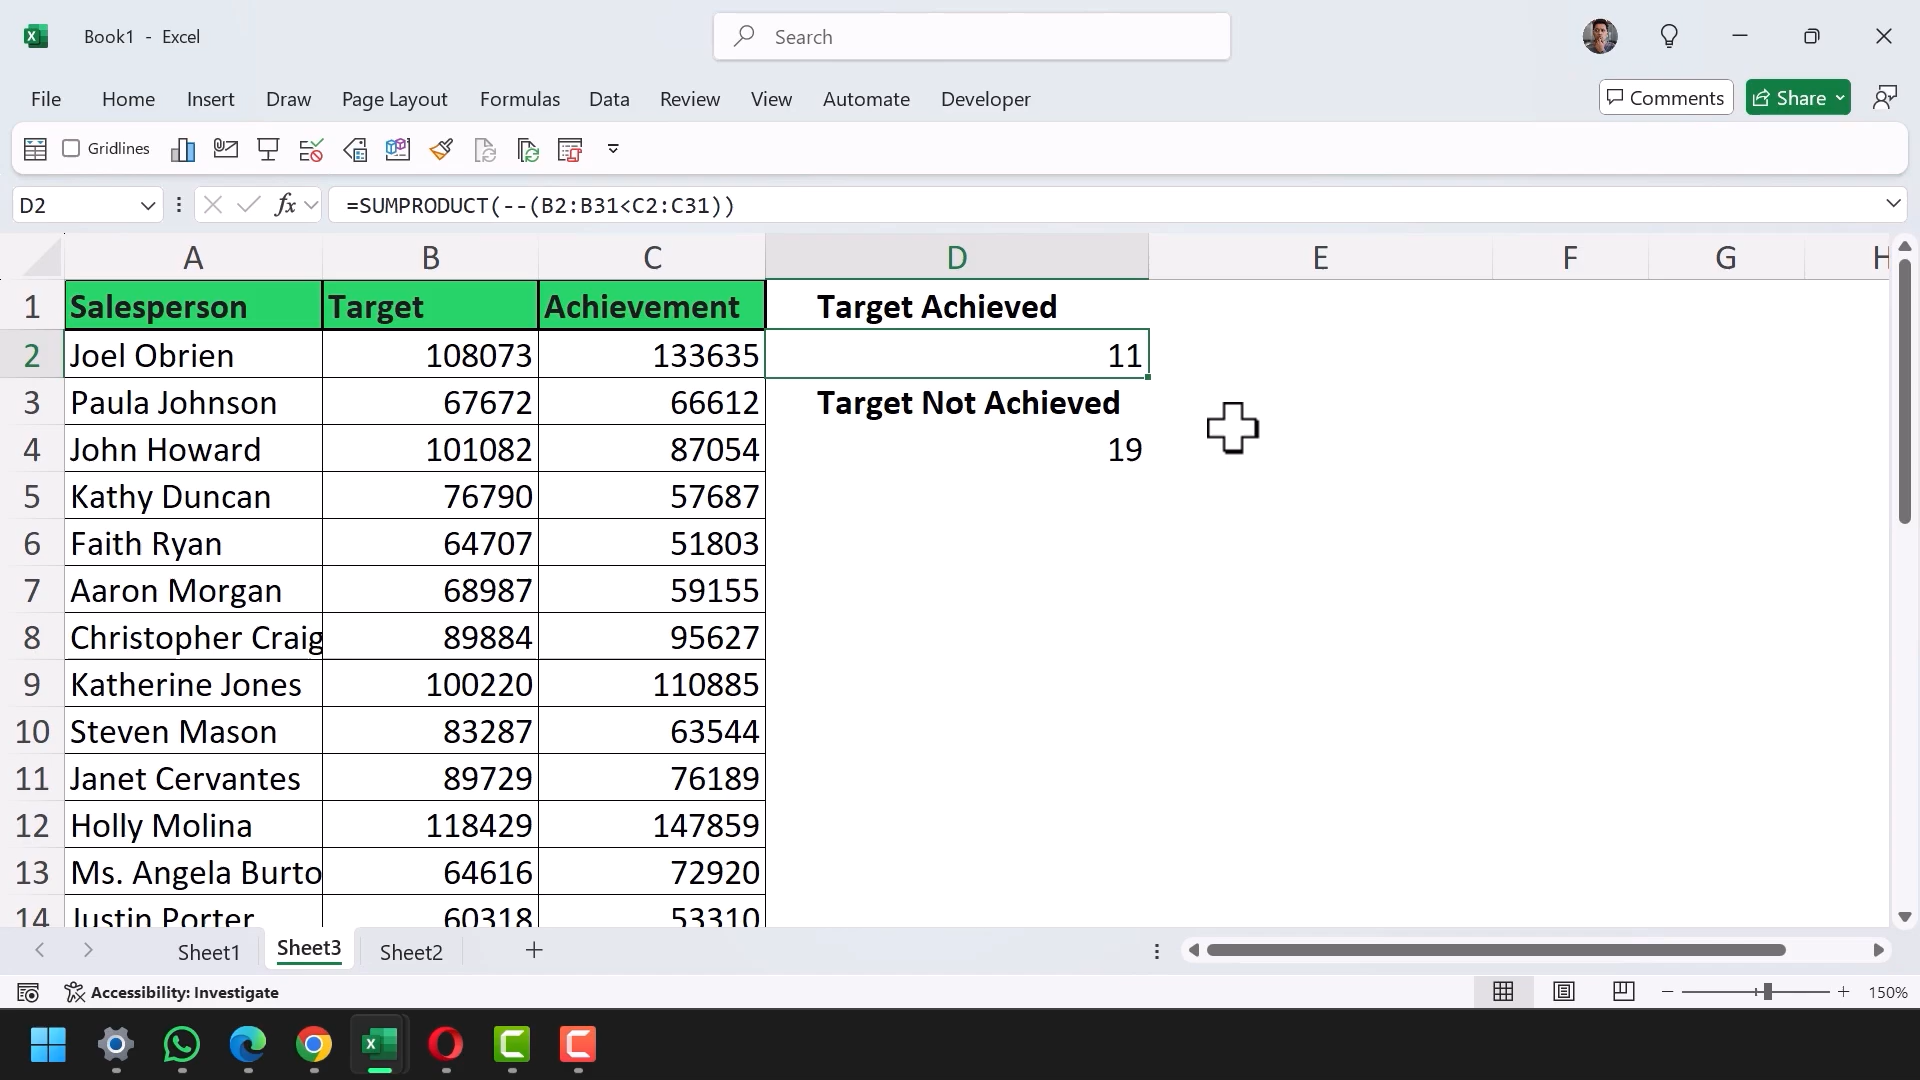 Book1 - Excel
Search
File Home Insert Draw Page Layout Formulas Data Review View Automate Developer
Comments Share
Gridlines
D2 fx =SUMPRODUCT(--(B2:B31<C2:C31))
A B C D E F G H
1 Salesperson Target Achievement Target Achieved
2 Joel Obrien 108073 133635 11
3 Paula Johnson 67672 66612 Target Not Achieved
4 John Howard 101082 87054 19
5 Kathy Duncan 76790 57687
6 Faith Ryan 64707 51803
7 Aaron Morgan 68987 59155
8 Christopher Craig 89884 95627
9 Katherine Jones 100220 110885
10 Steven Mason 83287 63544
11 Janet Cervantes 89729 76189
12 Holly Molina 118429 147859
13 Ms. Angela Burto 64616 72920
14 Justin Porter 60318 53310
Sheet1 Sheet3 Sheet2
Accessibility: Investigate
150%